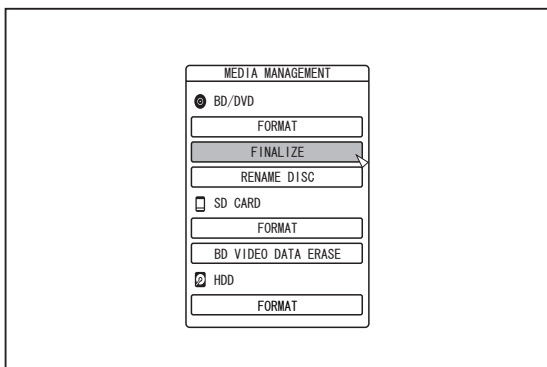 MEDIA MANAGEMENT
BD/DVD
FORMAT
FINALIZE
RENAME DISC
SD CARD
FORMAT
BD VIDEO DATA ERASE
HDD
FORMAT